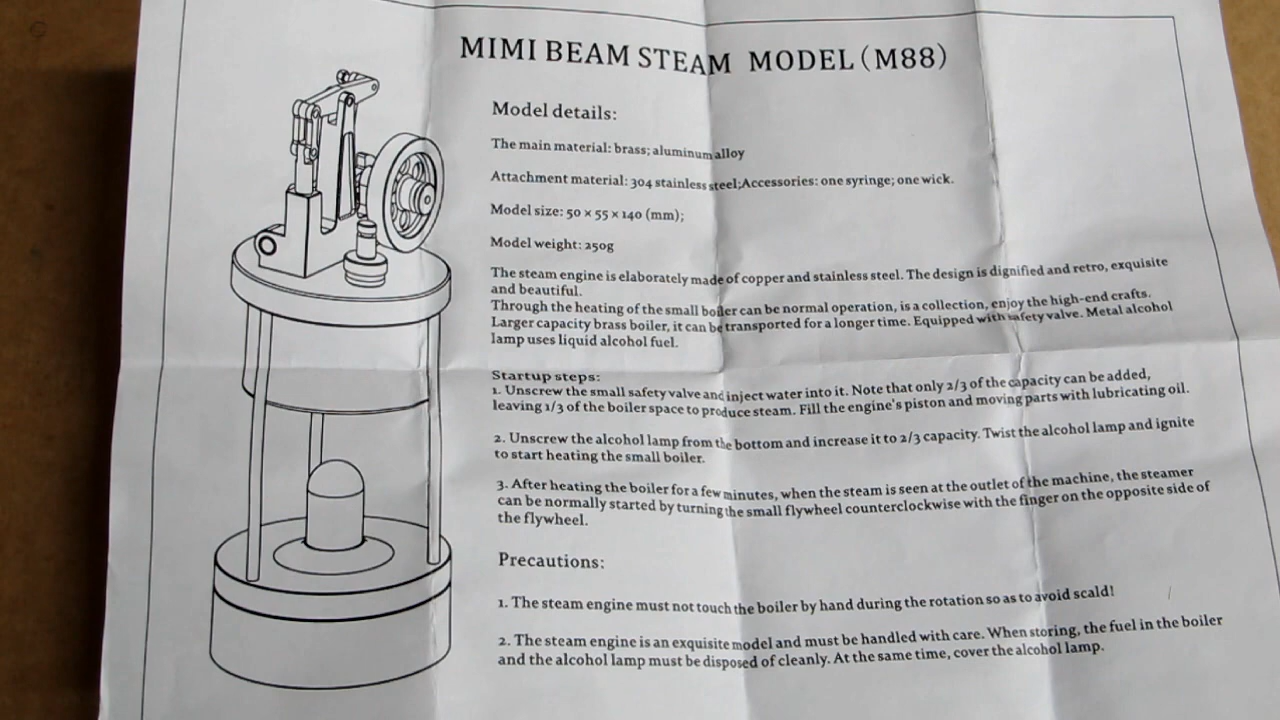 MIMI BEAM STEAM MODEL (M88)
Model details:
The main material: brass; aluminum alloy
Attachment material: 304 stainless steel;Accessories: one syringe; one wick.
Model size: 50 × 55 × 140 (mm);
Model weight: 250g
The steam engine is elaborately made of copper and stainless steel. The design is dignified and retro, exquisite
and beautiful.
Through the heating of the small boiler can be normal operation, is a collection, enjoy the high-end crafts.
Larger capacity brass boiler, it can be transported for a longer time. Equipped with safety valve. Metal alcohol
lamp uses liquid alcohol fuel.
Startup steps:
1. Unscrew the small safety valve and inject water into it. Note that only 2/3 of the capacity can be added,
leaving 1/3 of the boiler space to produce steam. Fill the engine's piston and moving parts with lubricating oil.
2. Unscrew the alcohol lamp from the bottom and increase it to 2/3 capacity. Twist the alcohol lamp and ignite
to start heating the small boiler.
3. After heating the boiler for a few minutes, when the steam is seen at the outlet of the machine, the steamer
can be normally started by turning the small flywheel counterclockwise with the finger on the opposite side of
the flywheel.
Precautions:
1. The steam engine must not touch the boiler by hand during the rotation so as to avoid scald!
2. The steam engine is an exquisite model and must be handled with care. When storing, the fuel in the boiler
and the alcohol lamp must be disposed of cleanly. At the same time, cover the alcohol lamp.